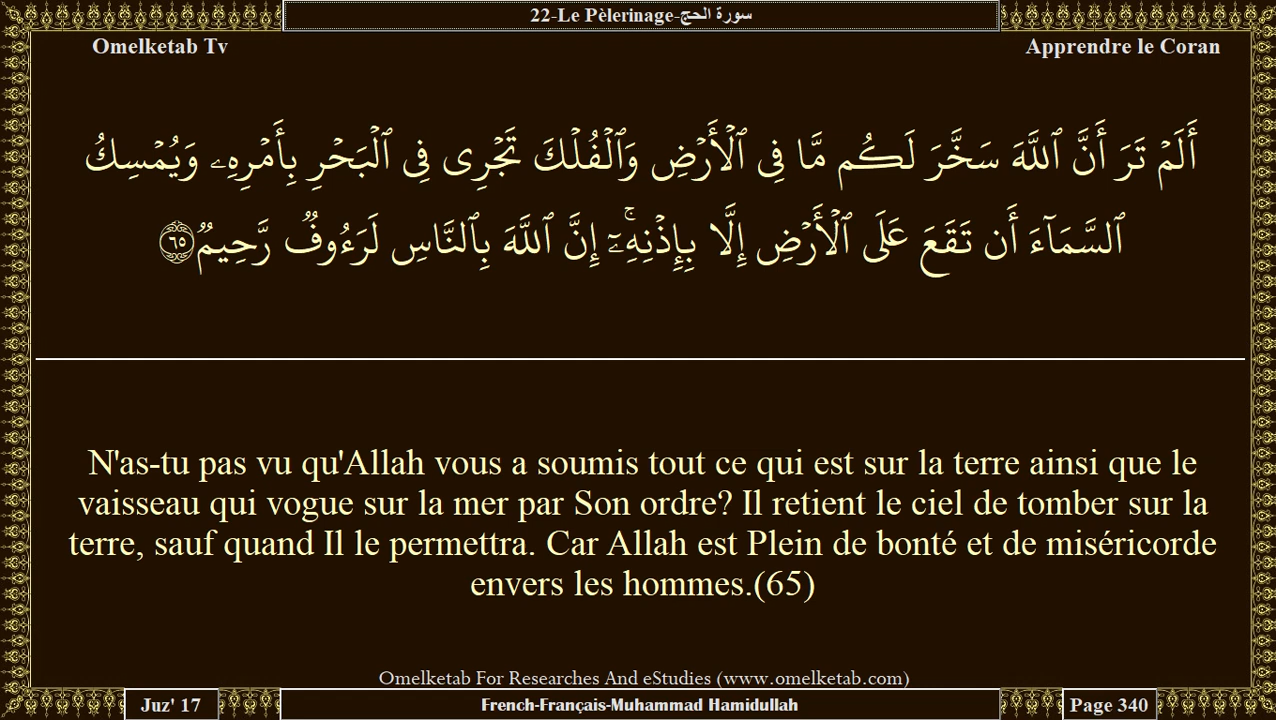 22-Le Pèlerinage-سورة الحج
Omelketab Tv
Apprendre le Coran
أَلَمۡ تَرَ أَنَّ ٱللَّهَ سَخَّرَ لَكُم مَّا فِي ٱلۡأَرۡضِ وَٱلۡفُلۡكَ تَجۡرِي فِي ٱلۡبَحۡرِ بِأَمۡرِهِۦ وَيُمۡسِكُ
ٱلسَّمَآءَ أَن تَقَعَ عَلَى ٱلۡأَرۡضِ إِلَّا بِإِذۡنِهِۦٓۚ إِنَّ ٱللَّهَ بِٱلنَّاسِ لَرَءُوفٞ رَّحِيمٞ ٦٥
N'as-tu pas vu qu'Allah vous a soumis tout ce qui est sur la terre ainsi que le
vaisseau qui vogue sur la mer par Son ordre? Il retient le ciel de tomber sur la
terre, sauf quand Il le permettra. Car Allah est Plein de bonté et de miséricorde
envers les hommes.(65)
Omelketab For Researches And eStudies (www.omelketab.com)
Juz' 17
French-Français-Muhammad Hamidullah
Page 340